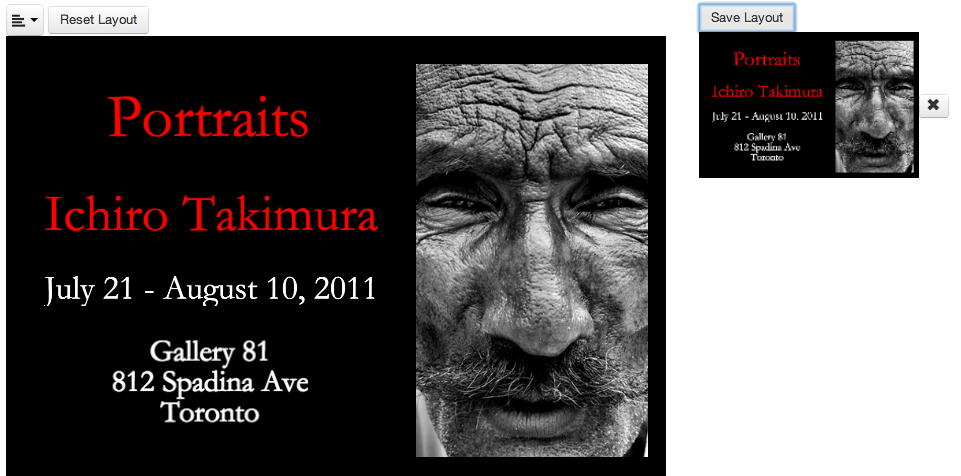 Reset Layout
Portraits
Ichiro Takimura
July 21 - August 10, 2011
Gallery 81
812 Spadina Ave
Toronto
Save Layout
Portraits
Ichiro Takimura
July 21 - August 10, 2011
Gallery 81
812 Spadina Ave
Toronto